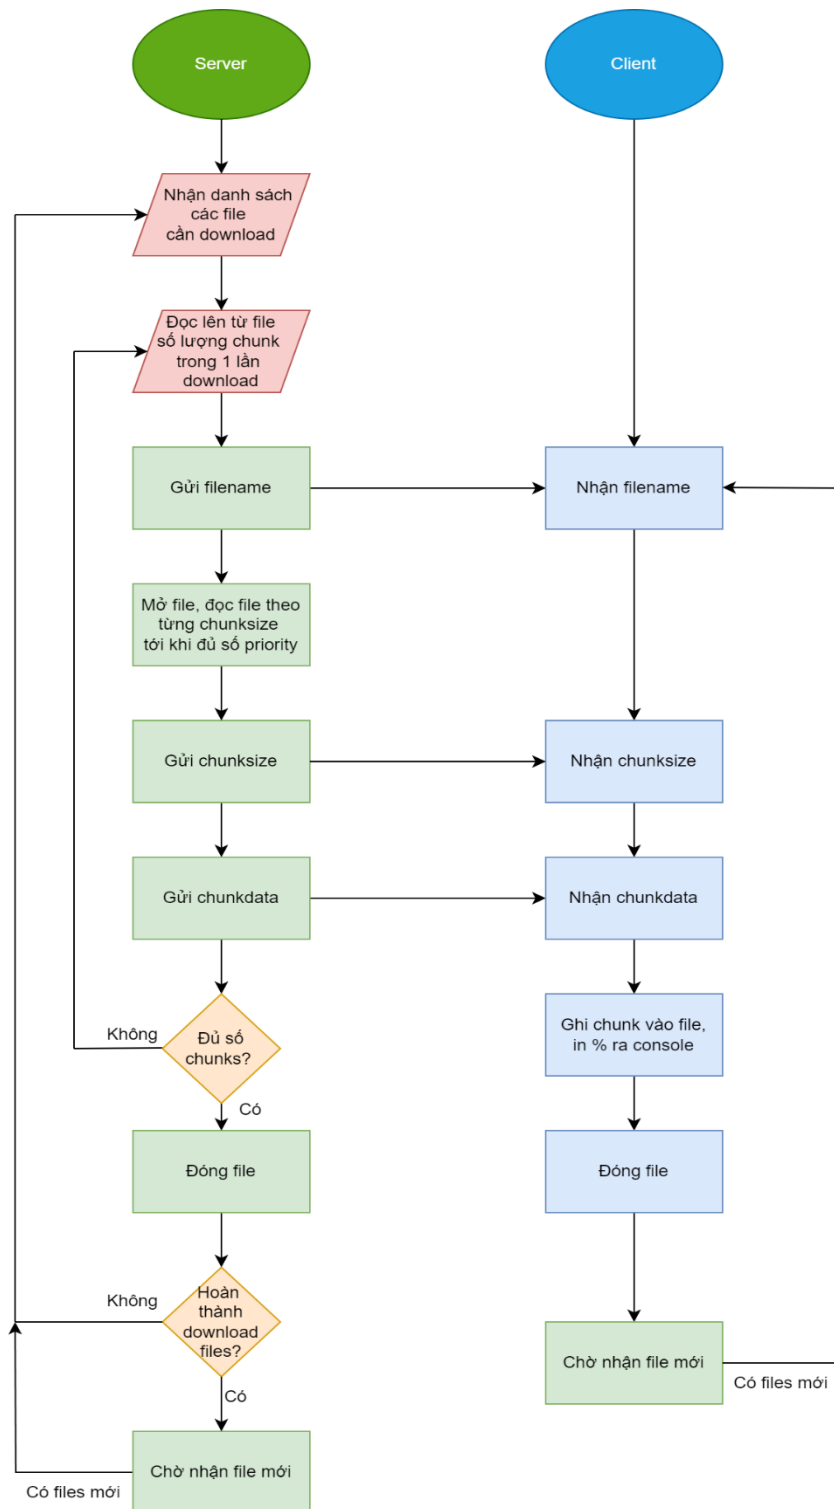 Server
Client
Nhận danh sách
các file
cần download
Đọc lên từ file
số lượng chunk
trong 1 lần
download
Gửi filename
Nhận filename
Mở file, đọc file theo
từng chunksize
tới khi đủ số priority
Gửi chunksize
Nhận chunksize
Gửi chunkdata
Nhận chunkdata
Không
Đủ số
chunks?
Ghi chunk vào file,
in % ra console
Có
Đóng file
Đóng file
Không
Hoàn
thành
download
files?
Chờ nhận file mới
Có files mới
Có
Chờ nhận file mới
Có files mới